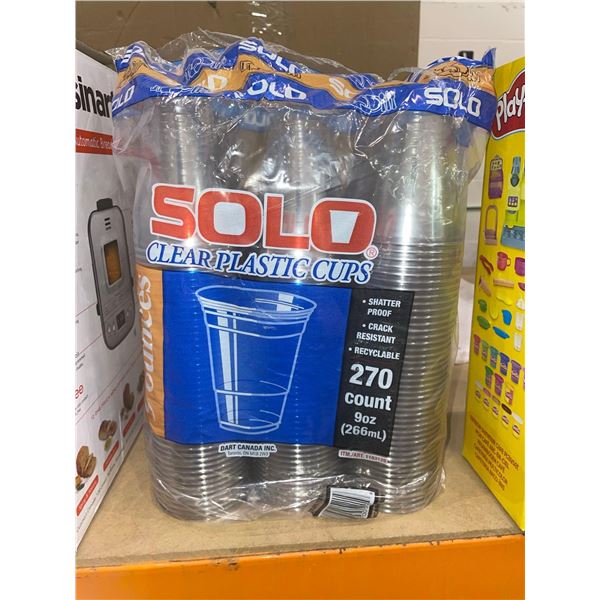 SOLO
SOLO
SOLO
SOLO®
CLEAR PLASTIC CUPS
ounces
• SHATTER
PROOF
• CRACK
RESISTANT
• RECYCLABLE
270
count
9oz
(266mL)
DART CANADA INC.
Play